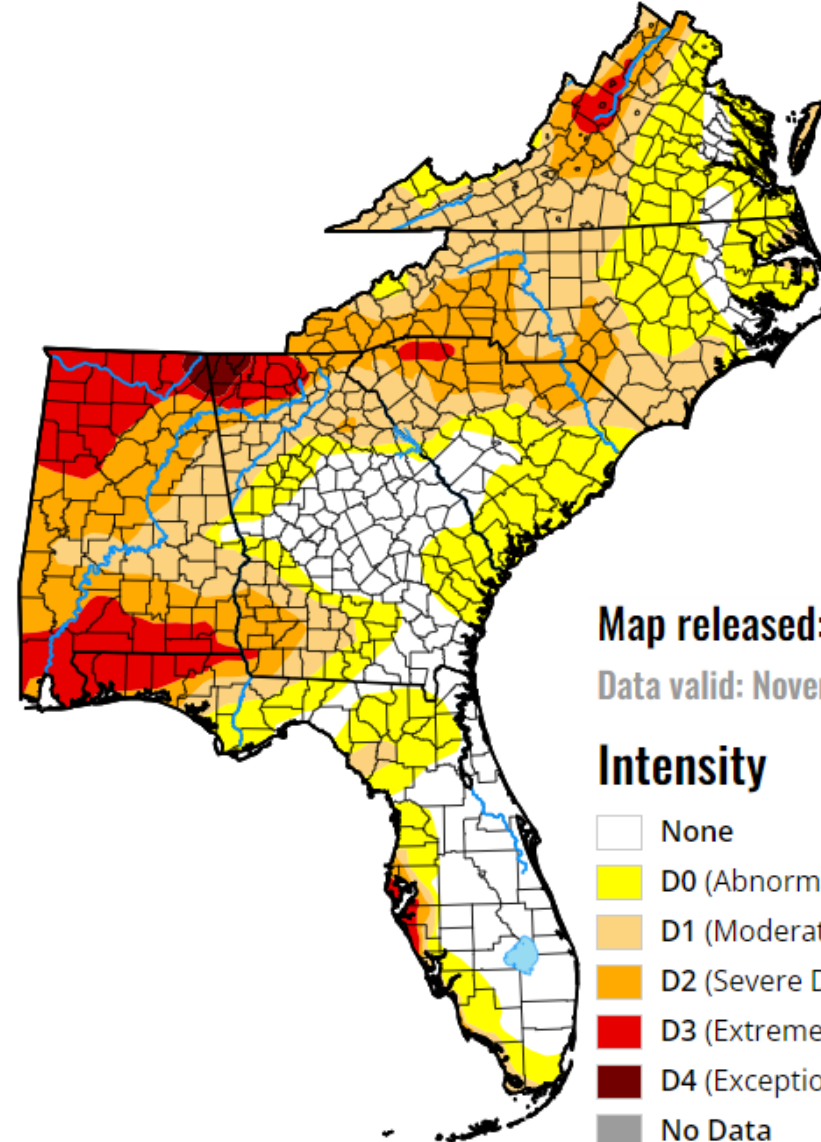 Map released:
Data valid: Nove
Intensity
None
D0 (Abnorm
D1 (Moderat
D2 (Severe D
D3 (Extreme
D4 (Exceptio
No Data